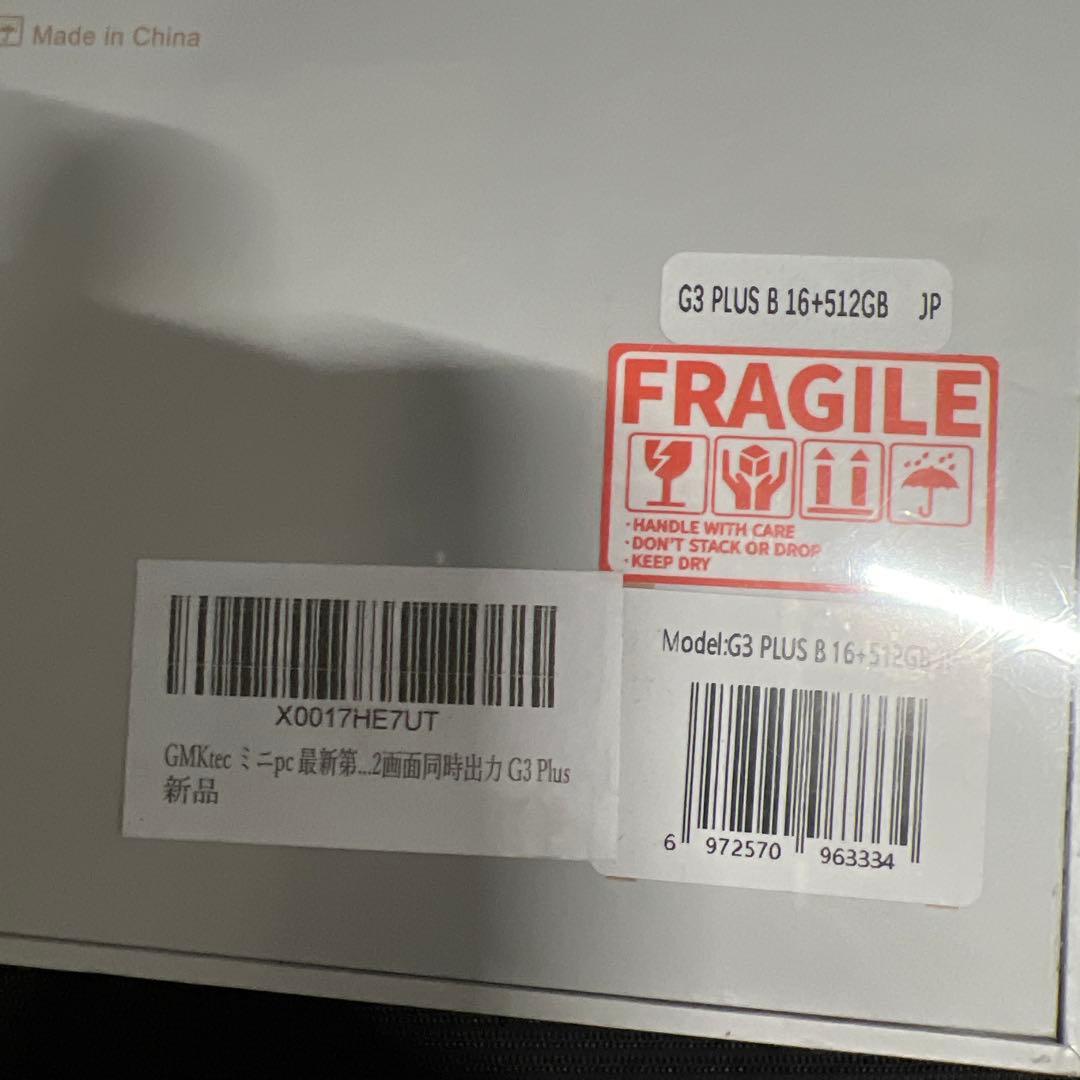 Made in China
G3 PLUS B 16+512GB JP
FRAGILE
·HANDLE WITH CARE
·DON'T STACK OR DROP
·KEEP DRY
Model:G3 PLUS B 16+512GB
X0017HE7UT
GMKtec ミニpc 最新第...2画面同時出力 G3 Plus
新品
6 972570 963334